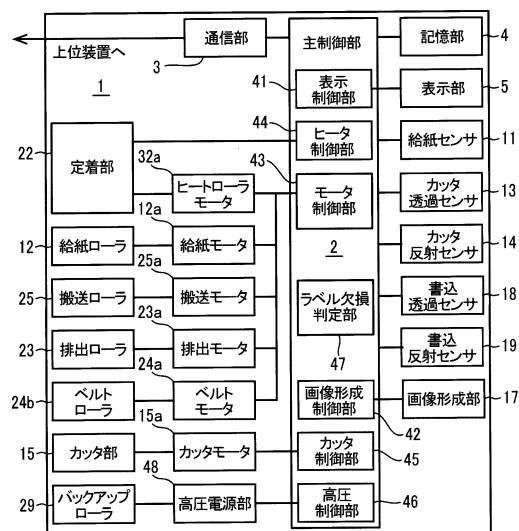 上位装置へ
1
通信部
3
主制御部
記憶部
4
41
表示
制御部
表示部
5
44
ヒータ
制御部
給紙センサ
11
22
定着部
32a
ヒートローラ
モータ
43
モータ
制御部
カッタ
透過センサ
13
12
給紙ローラ
12a
給紙モータ
2
カッタ
反射センサ
14
25
搬送ローラ
25a
搬送モータ
ラベル欠損
判定部
47
書込
透過センサ
18
23
排出ローラ
23a
排出モータ
書込
反射センサ
19
24b
ベルト
ローラ
24a
ベルト
モータ
画像形成
制御部
42
画像形成部
17
15
カッタ部
15a
カッタモータ
カッタ
制御部
45
29
バックアップ
ローラ
48
高圧電源部
高圧
制御部
46